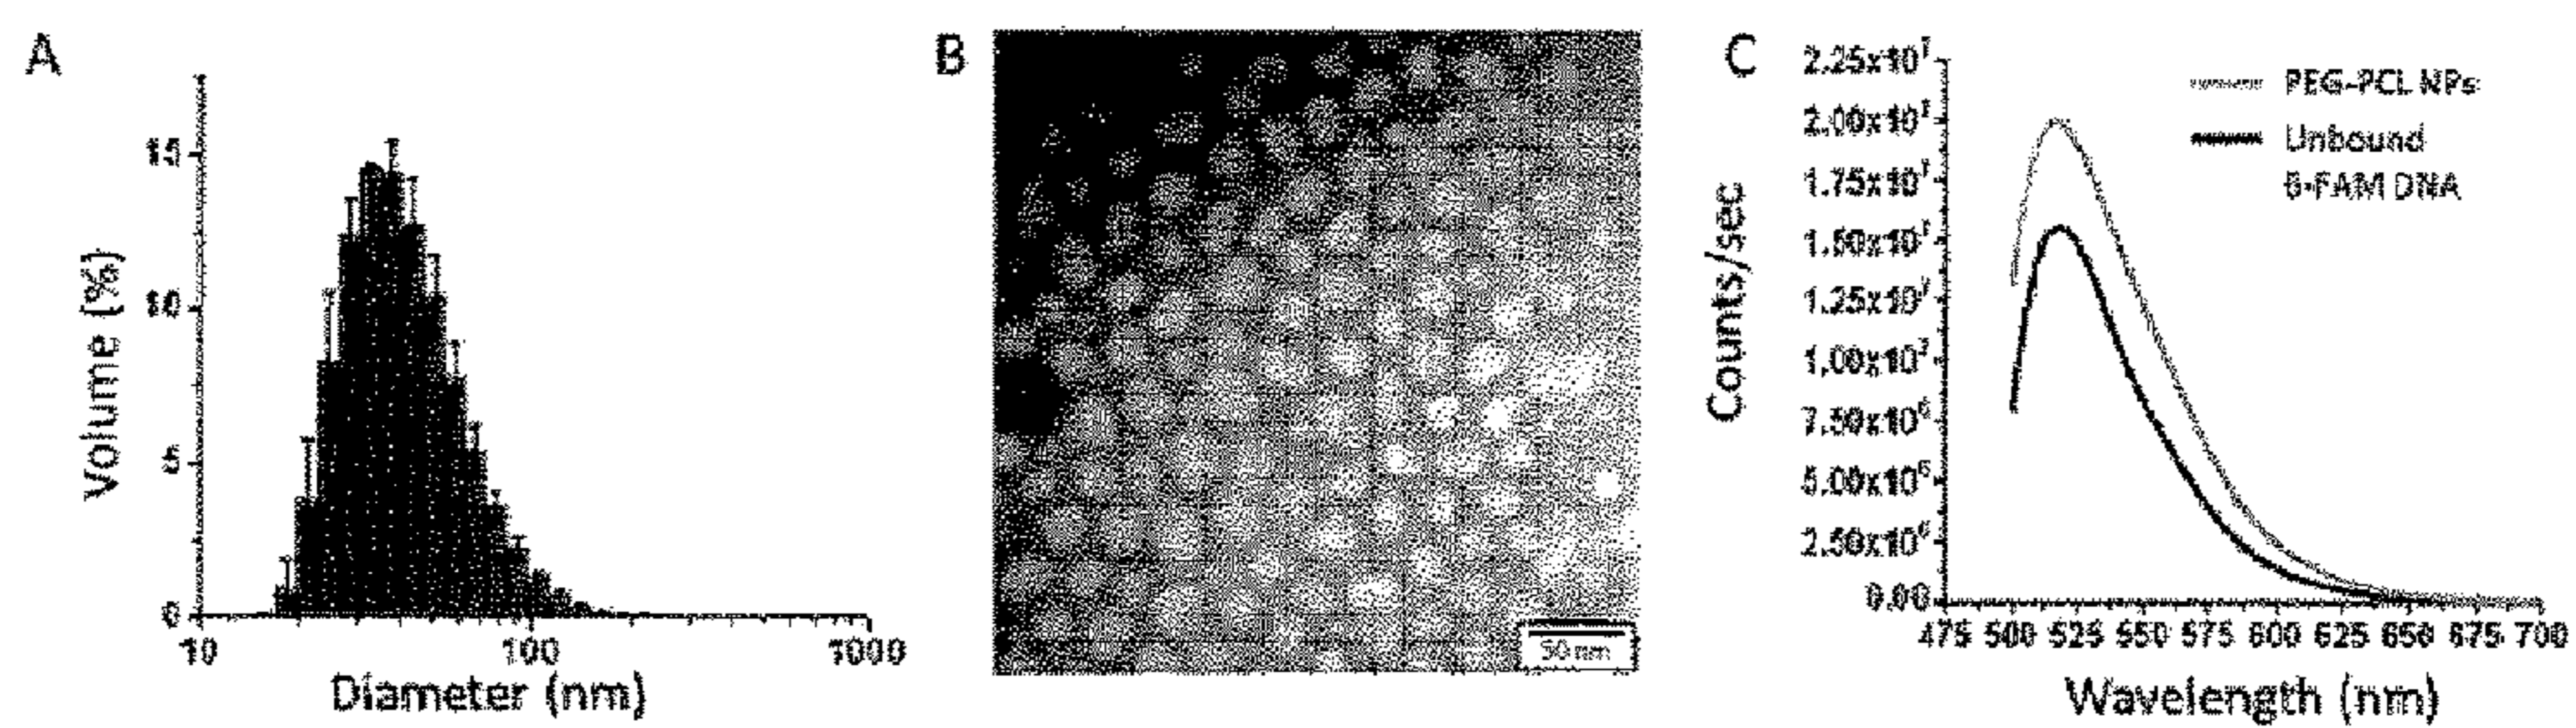 A
15
10
5
0
Volume (%)
10 100 1000
Diameter (nm)
B
50 nm
C
2.25x10⁷
2.00x10⁷
1.75x10⁷
1.50x10⁷
1.25x10⁷
1.00x10⁷
7.50x10⁶
5.00x10⁶
2.50x10⁶
0.00
Counts/sec
475 500 525 550 575 600 625 650 675 700
Wavelength (nm)
PEG-PCL NPs
Unbound
6-FAM DNA